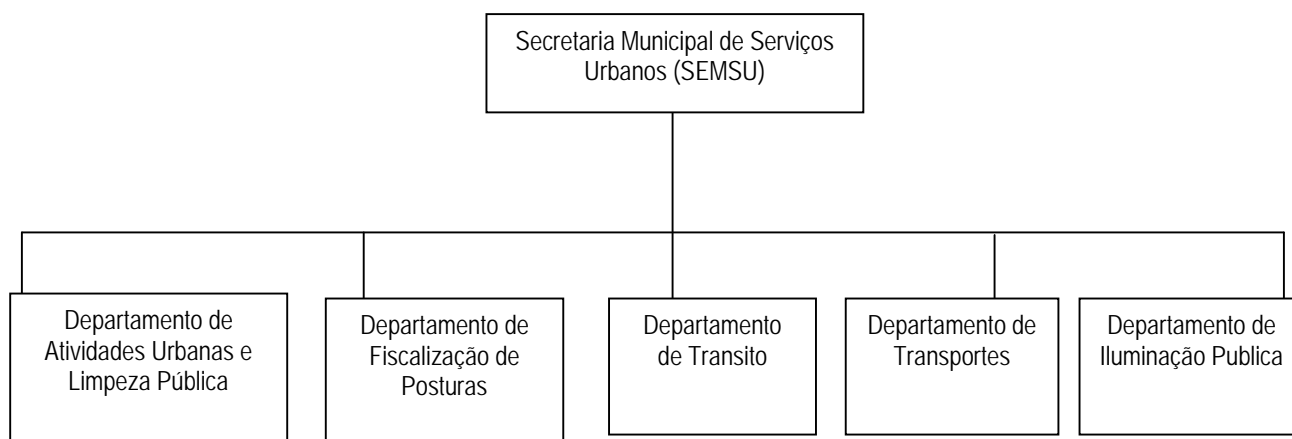 Secretaria Municipal de Serviços
Urbanos (SEMSU)
Departamento de
Atividades Urbanas e
Limpeza Pública
Departamento de
Fiscalização de
Posturas
Departamento
de Transito
Departamento de
Transportes
Departamento de
Iluminação Publica